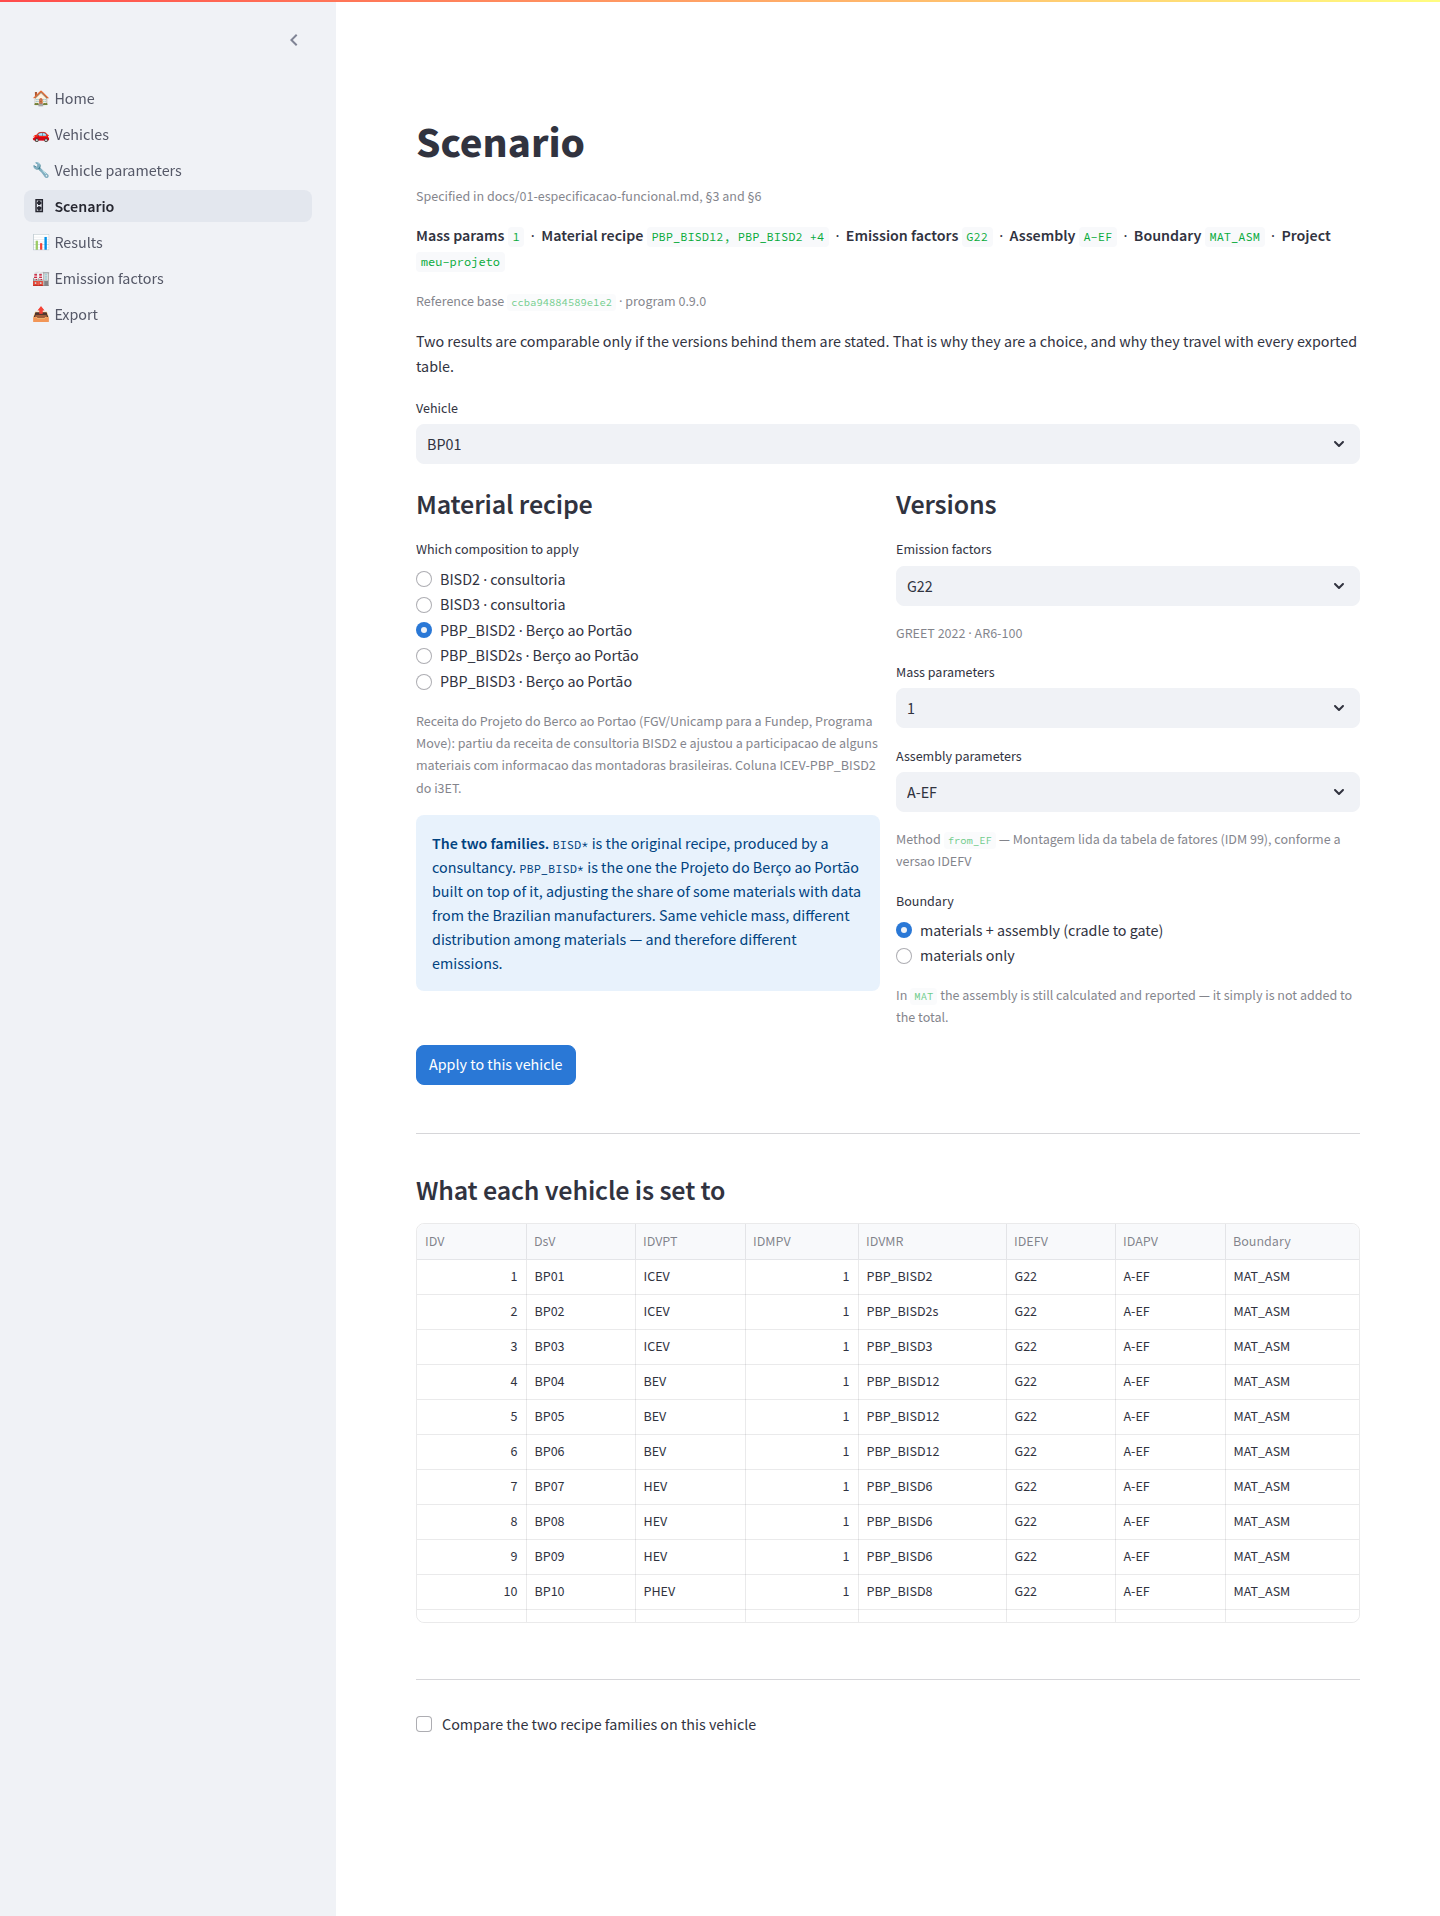 Home
Vehicles
Vehicle parameters
Scenario
Results
Emission factors
Export
Scenario
Specified in docs/01-especificacao-funcional.md, §3 and §6
Mass params 1 · Material recipe PBP_BISD12, PBP_BISD2 +4 · Emission factors G22 · Assembly A-EF · Boundary MAT_ASM · Project
meu-projeto
Reference base ccba94884589e1e2 · program 0.9.0
Two results are comparable only if the versions behind them are stated. That is why they are a choice, and why they travel with every exported
table.
Vehicle
BP01
Material recipe
Which composition to apply
BISD2 · consultoria
BISD3 · consultoria
PBP_BISD2 · Berço ao Portão
PBP_BISD2s · Berço ao Portão
PBP_BISD3 · Berço ao Portão
Receita do Projeto do Berco ao Portao (FGV/Unicamp para a Fundep, Programa
Move): partiu da receita de consultoria BISD2 e ajustou a participacao de alguns
materiais com informacao das montadoras brasileiras. Coluna ICEV-PBP_BISD2
do i3ET.
The two families. BISD* is the original recipe, produced by a
consultancy. PBP_BISD* is the one the Projeto do Berço ao Portão
built on top of it, adjusting the share of some materials with data
from the Brazilian manufacturers. Same vehicle mass, different
distribution among materials — and therefore different
emissions.
Versions
Emission factors
G22
GREET 2022 · AR6-100
Mass parameters
1
Assembly parameters
A-EF
Method from_EF — Montagem lida da tabela de fatores (IDM 99), conforme a
versao IDEFV
Boundary
materials + assembly (cradle to gate)
materials only
In MAT the assembly is still calculated and reported — it simply is not added to
the total.
Apply to this vehicle
What each vehicle is set to
IDV DsV IDVPT IDMPV IDVMR IDEFV IDAPV Boundary
1 BP01 ICEV 1 PBP_BISD2 G22 A-EF MAT_ASM
2 BP02 ICEV 1 PBP_BISD2s G22 A-EF MAT_ASM
3 BP03 ICEV 1 PBP_BISD3 G22 A-EF MAT_ASM
4 BP04 BEV 1 PBP_BISD12 G22 A-EF MAT_ASM
5 BP05 BEV 1 PBP_BISD12 G22 A-EF MAT_ASM
6 BP06 BEV 1 PBP_BISD12 G22 A-EF MAT_ASM
7 BP07 HEV 1 PBP_BISD6 G22 A-EF MAT_ASM
8 BP08 HEV 1 PBP_BISD6 G22 A-EF MAT_ASM
9 BP09 HEV 1 PBP_BISD6 G22 A-EF MAT_ASM
10 BP10 PHEV 1 PBP_BISD8 G22 A-EF MAT_ASM
Compare the two recipe families on this vehicle